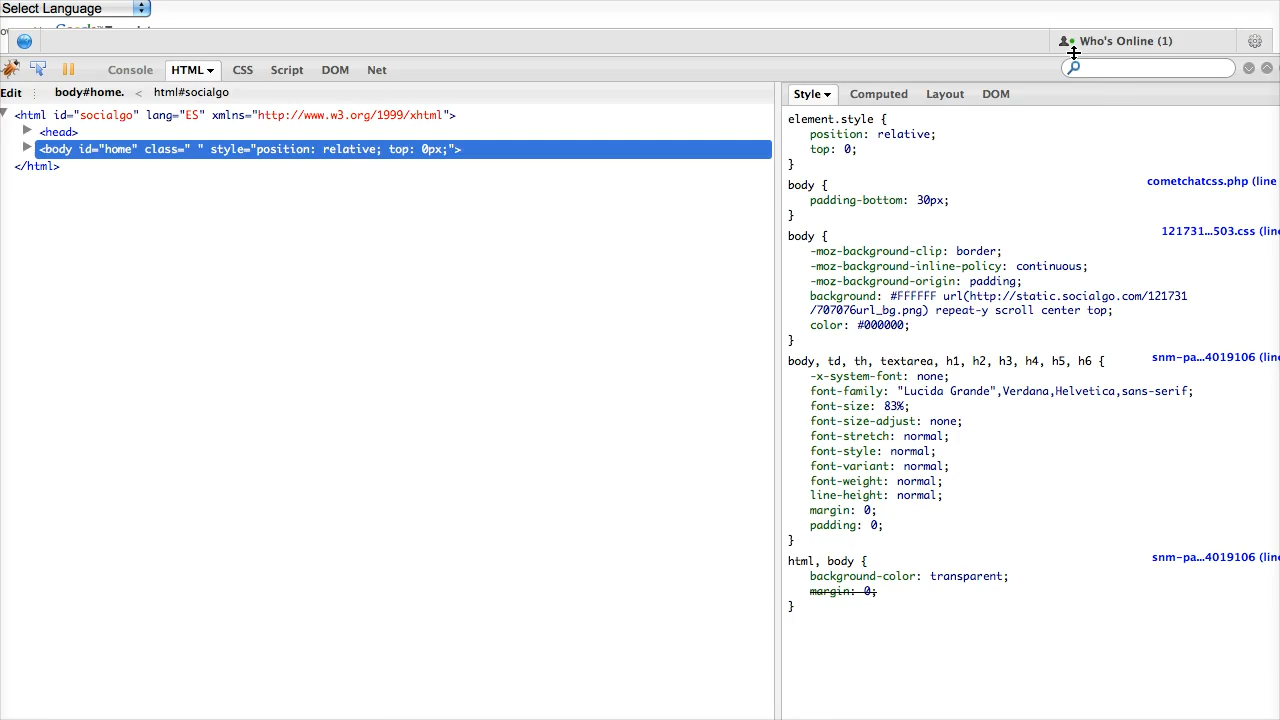 Select Language
Who's Online (1)
Console HTML CSS Script DOM Net
Edit body#home. < html#socialgo
Style Computed Layout DOM
<html id="socialgo" lang="ES" xmlns="http://www.w3.org/1999/xhtml">
<head>
<body id="home" class=" " style="position: relative; top: 0px;">
</html>
element.style {
position: relative;
top: 0;
}
body {
cometchatcss.php (line
padding-bottom: 30px;
}
body {
121731...503.css (line
-moz-background-clip: border;
-moz-background-inline-policy: continuous;
-moz-background-origin: padding;
background: #FFFFFF url(http://static.socialgo.com/121731
/707076url_bg.png) repeat-y scroll center top;
color: #000000;
}
body, td, th, textarea, h1, h2, h3, h4, h5, h6 {
snm-pa...4019106 (line
-x-system-font: none;
font-family: "Lucida Grande",Verdana,Helvetica,sans-serif;
font-size: 83%;
font-size-adjust: none;
font-stretch: normal;
font-style: normal;
font-variant: normal;
font-weight: normal;
line-height: normal;
margin: 0;
padding: 0;
}
html, body {
snm-pa...4019106 (line
background-color: transparent;
margin: 0;
}